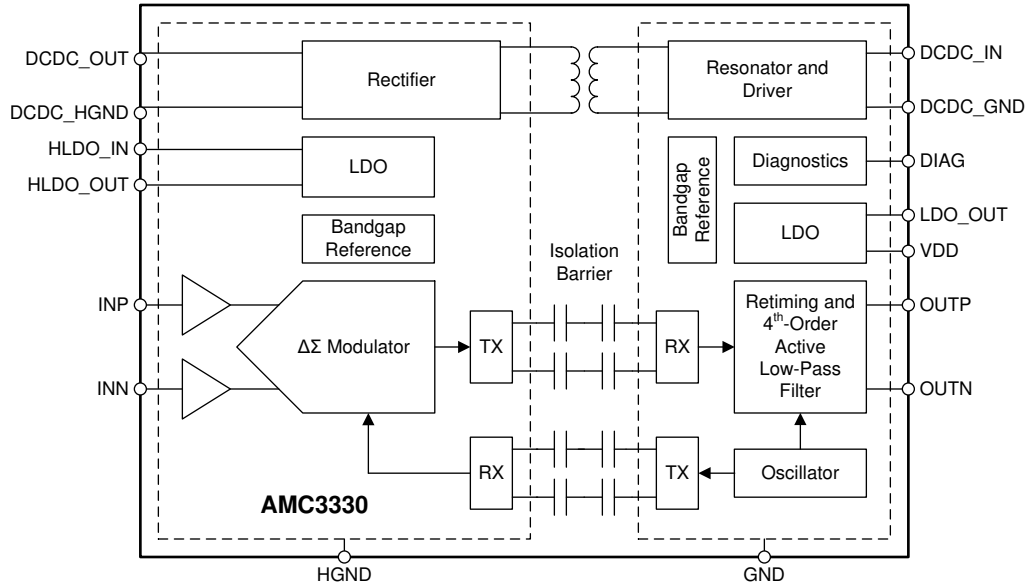 DCDC_OUT
DCDC_HGND
HLDO_IN
HLDO_OUT
INP
INN
Rectifier
LDO
Bandgap
Reference
ΔΣ Modulator
TX
RX
AMC3330
HGND
Isolation
Barrier
Resonator and
Driver
Bandgap
Reference
Diagnostics
LDO
RX
Retiming and
4th-Order
Active
Low-Pass
Filter
TX
Oscillator
DCDC_IN
DCDC_GND
DIAG
LDO_OUT
VDD
OUTP
OUTN
GND